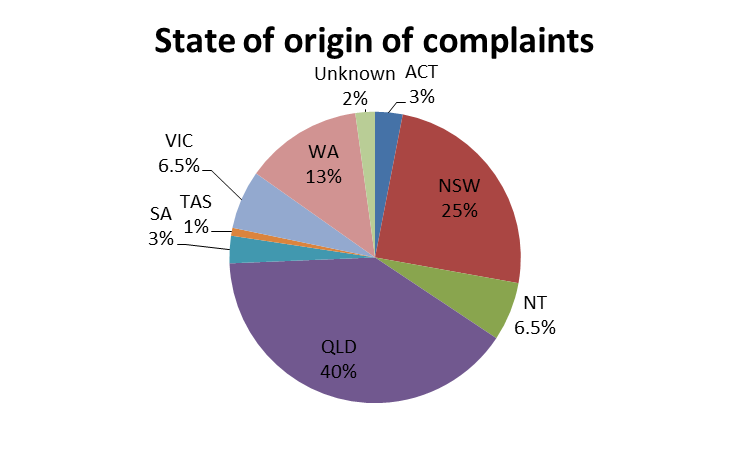 State of origin of complaints
Unknown
2%
ACT
3%
NSW
25%
NT
6.5%
QLD
40%
SA
3%
TAS
1%
VIC
6.5%
WA
13%